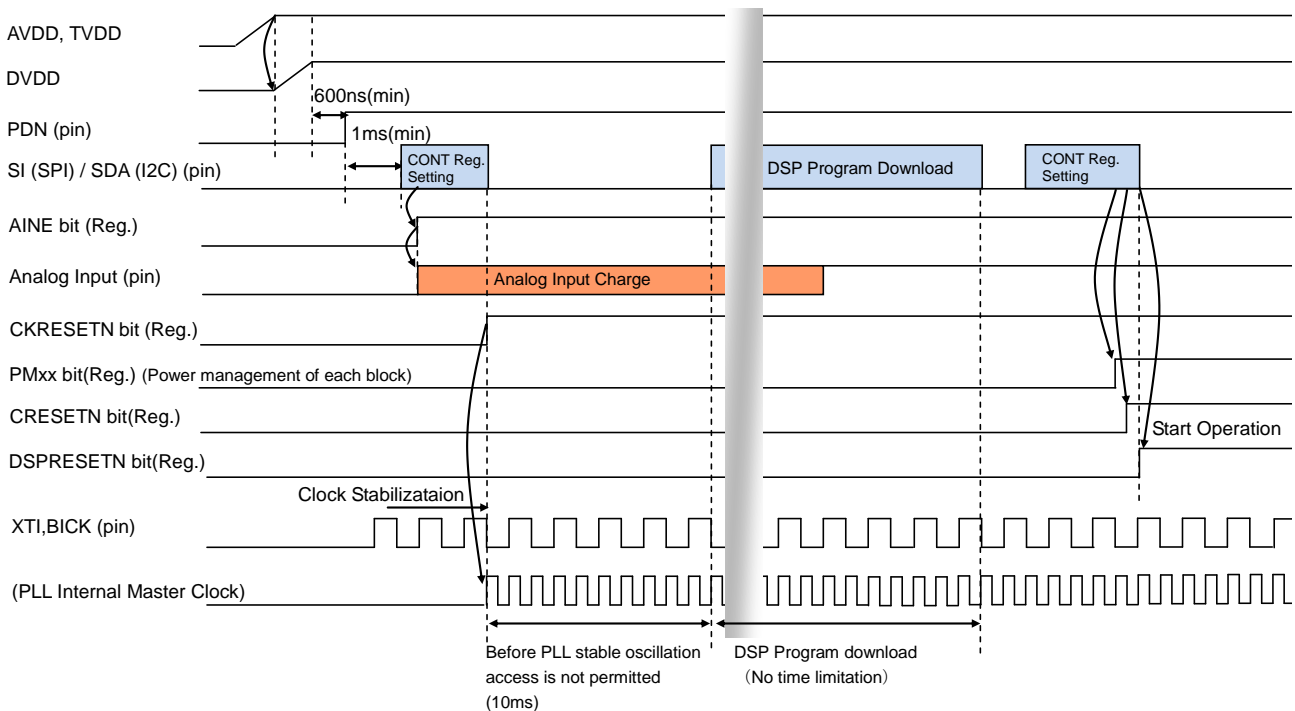 AVDD, TVDD
DVDD
600ns(min)
PDN (pin)
1ms(min)
SI (SPI) / SDA (I2C) (pin)
CONT Reg.
Setting
DSP Program Download
CONT Reg.
Setting
AINE bit (Reg.)
Analog Input (pin)
Analog Input Charge
CKRESETN bit (Reg.)
PMxx bit(Reg.) (Power management of each block)
CRESETN bit(Reg.)
Start Operation
DSPRESETN bit(Reg.)
Clock Stabilizataion
XTI,BICK (pin)
(PLL Internal Master Clock)
Before PLL stable oscillation
access is not permitted
(10ms)
DSP Program download
（No time limitation）